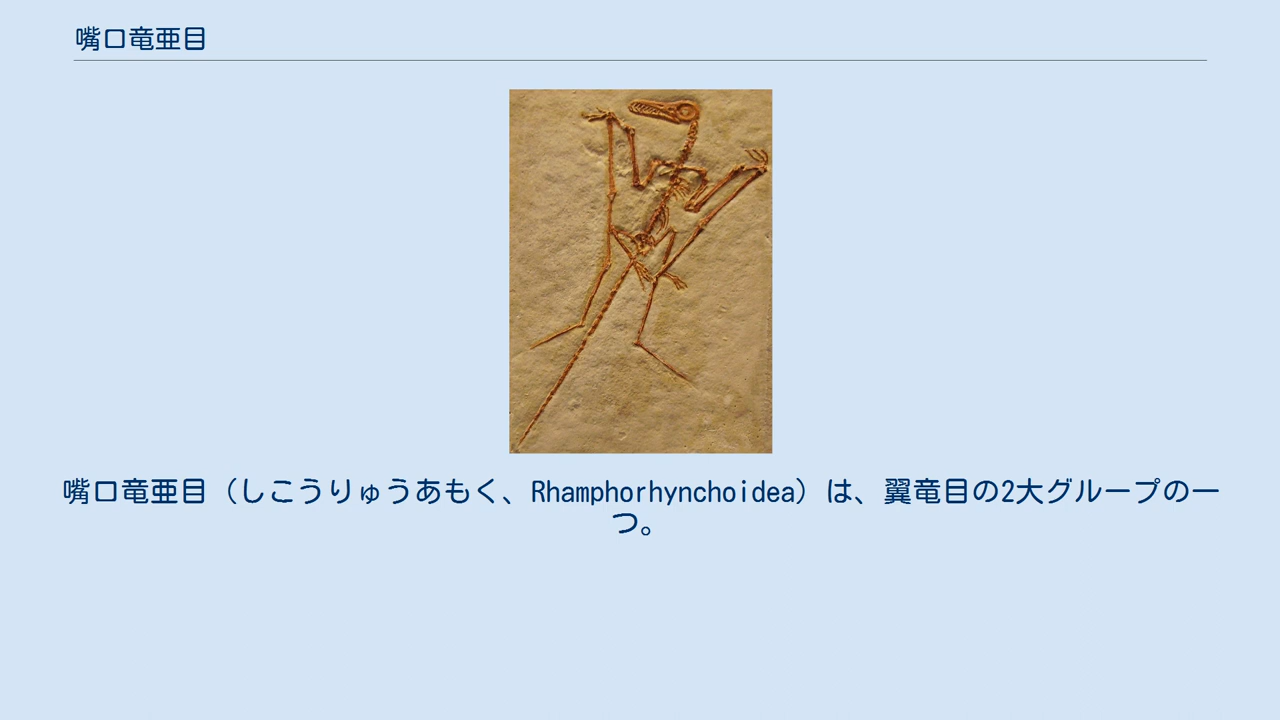 嘴口竜亜目
嘴口竜亜目（しこうりゅうあもく、Rhamphorhynchoidea）は、翼竜目の2大グループの一
つ。